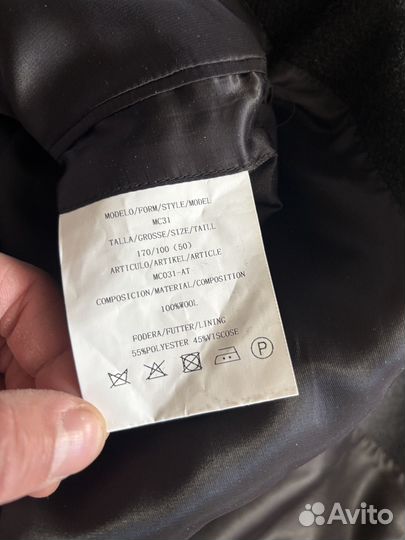 MODELO/FORM/STYLE/MODEL
MC31
TALLA/GROSSE/SIZE/TAILL
170/100 (50)
ARTICULO/ARTIKEL/ARTICLE
MC031-AT
COMPOSICION/MATERIAL/COMPOSITION
100%WOOL
FODERA/FUTTER/LINING
55%POLYESTER 45%VISCOSE
P
Avito